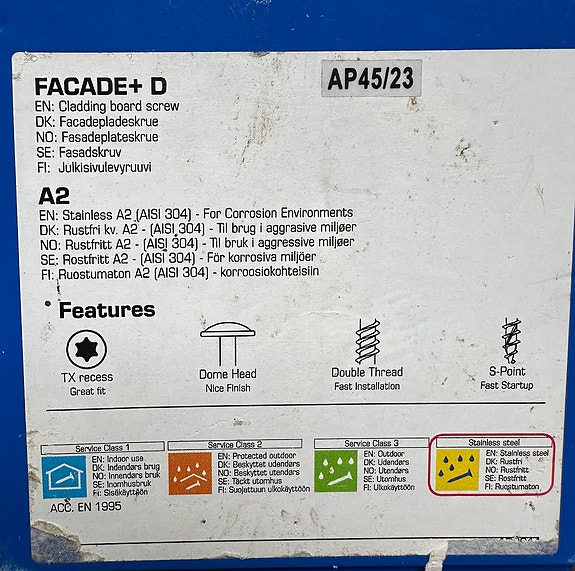 FACADE+ D
AP45/23
EN: Cladding board screw
DK: Facadepladeskrue
NO: Fasadeplateskrue
SE: Fasadskruv
FI: Julkisivulevyruuvi
A2
EN: Stainless A2 (AISI 304) - For Corrosion Environments
DK: Rustfri kv. A2 - (AISI 304) - Til brug i aggrasive miljøer
NO: Rustfritt A2 - (AISI 304) - Til bruk i aggressive miljøer
SE: Rostfritt A2 - (AISI 304) - För korrosiva miljöer
FI: Ruostumaton A2 (AISI 304) - korroosiokohteisiin
Features
TX recess
Great fit
Dome Head
Nice Finish
Double Thread
Fast Installation
S-Point
Fast Startup
Service Class 1
EN: Indoor use
DK: Indendørs brug
NO: Innendørs bruk
SE: Inomhusbruk
FI: Sisäkäyttöön
Service Class 2
EN: Protected outdoor
DK: Beskyttet udendørs
NO: Beskyttet utendørs
SE: Täckt utomhus
FI: Suojattuun ulkokäyttöön
Service Class 3
EN: Outdoor
DK: Udendørs
NO: Utendørs
SE: Utomhus
FI: Ulkokäyttöön
Stainless steel
EN: Stainless steel
DK: Rustfri
NO: Rustfritt
SE: Rostfritt
FI: Ruostumaton
ACC. EN 1995